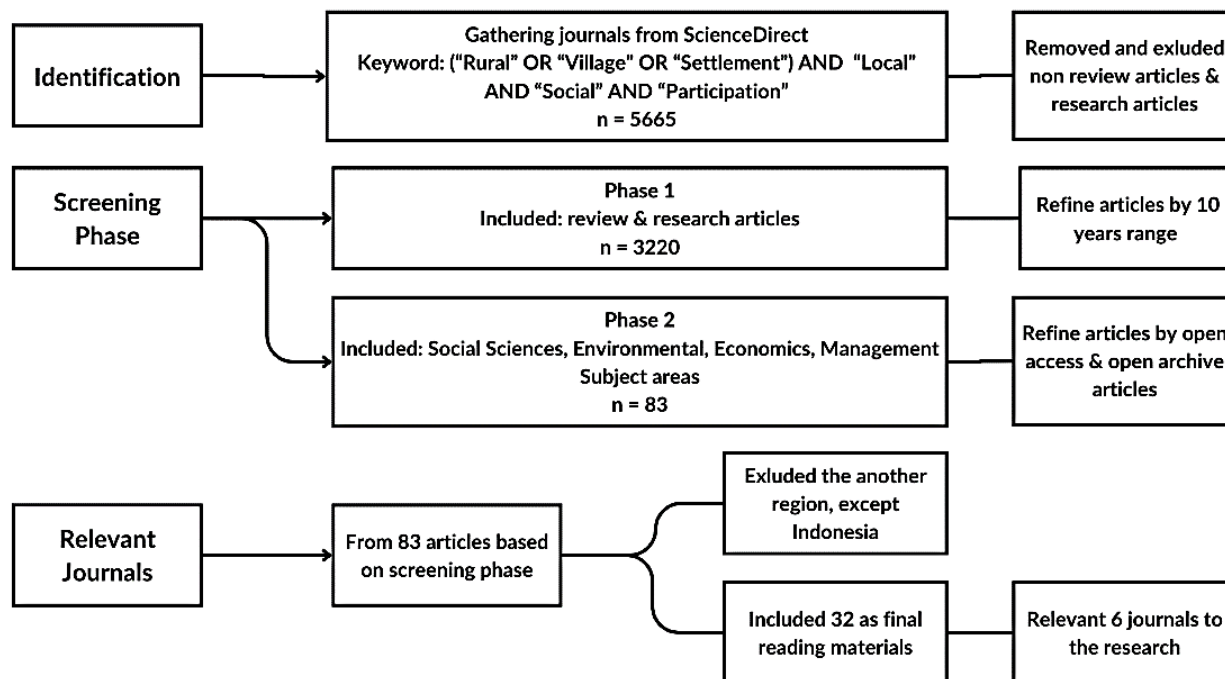 Identification
Gathering journals from ScienceDirect
Keyword: (“Rural” OR “Village” OR “Settlement”) AND “Local”
AND “Social” AND “Participation”
n = 5665
Removed and exluded
non review articles &
research articles
Screening
Phase
Phase 1
Included: review & research articles
n = 3220
Refine articles by 10
years range
Phase 2
Included: Social Sciences, Environmental, Economics, Management
Subject areas
n = 83
Refine articles by open
access & open archive
articles
Relevant
Journals
From 83 articles based
on screening phase
Exluded the another
region, except
Indonesia
Included 32 as final
reading materials
Relevant 6 journals to
the research